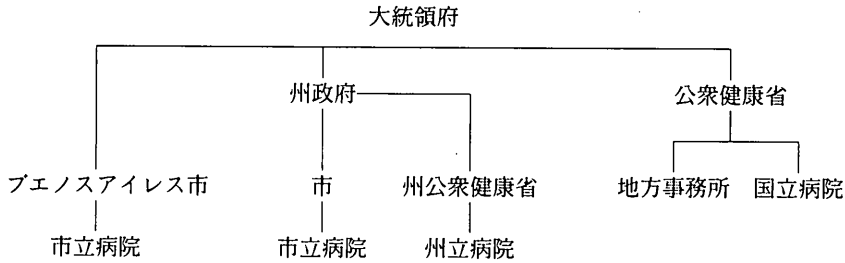 大統領府
州政府
公衆健康省
ブエノスアイレス市
市
州公衆健康省
地方事務所
国立病院
市立病院
市立病院
州立病院